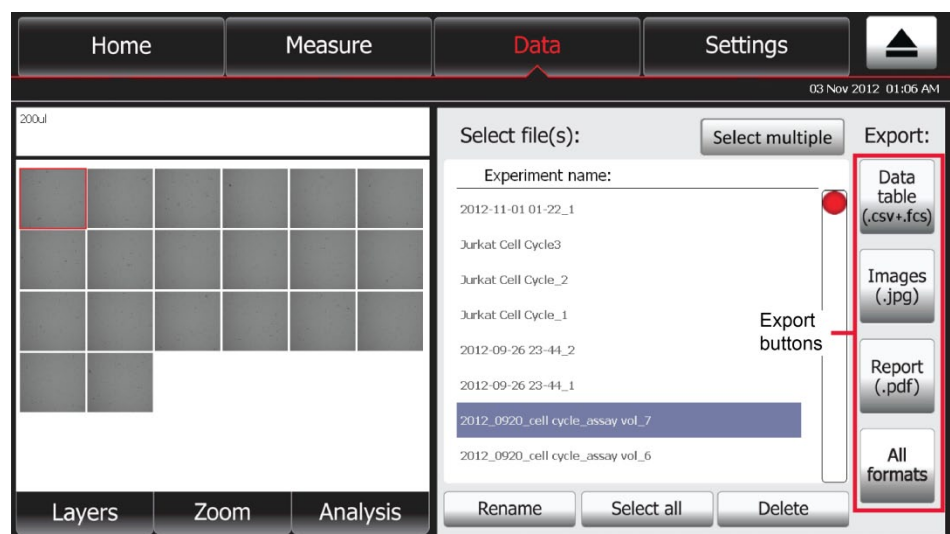 Home Measure Data Settings
03 Nov 2012 01:06 AM
200ul
Select file(s):
Select multiple
Export:
Experiment name:
2012-11-01 01-22_1
Jurkat Cell Cycle3
Jurkat Cell Cycle_2
Jurkat Cell Cycle_1
2012-09-26 23-44_2
2012-09-26 23-44_1
2012_0920_cell cycle_assay vol_7
2012_0920_cell cycle_assay vol_6
Export
buttons
Data
table
(.csv+.fcs)
Images
(.jpg)
Report
(.pdf)
All
formats
Layers Zoom Analysis
Rename Select all Delete